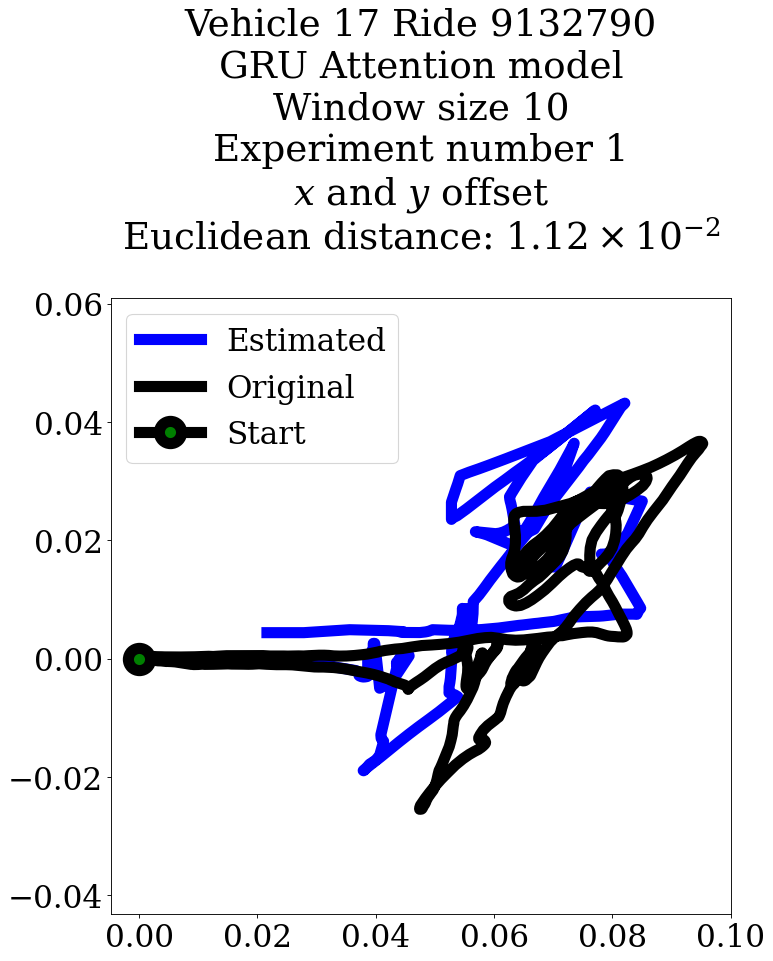 Vehicle 17 Ride 9132790
GRU Attention model
Window size 10
Experiment number 1
x and y offset
Euclidean distance: 1.12 × 10⁻²
Estimated
Original
Start
0.06
0.04
0.02
0.00
−0.02
−0.04
0.00 0.02 0.04 0.06 0.08 0.10